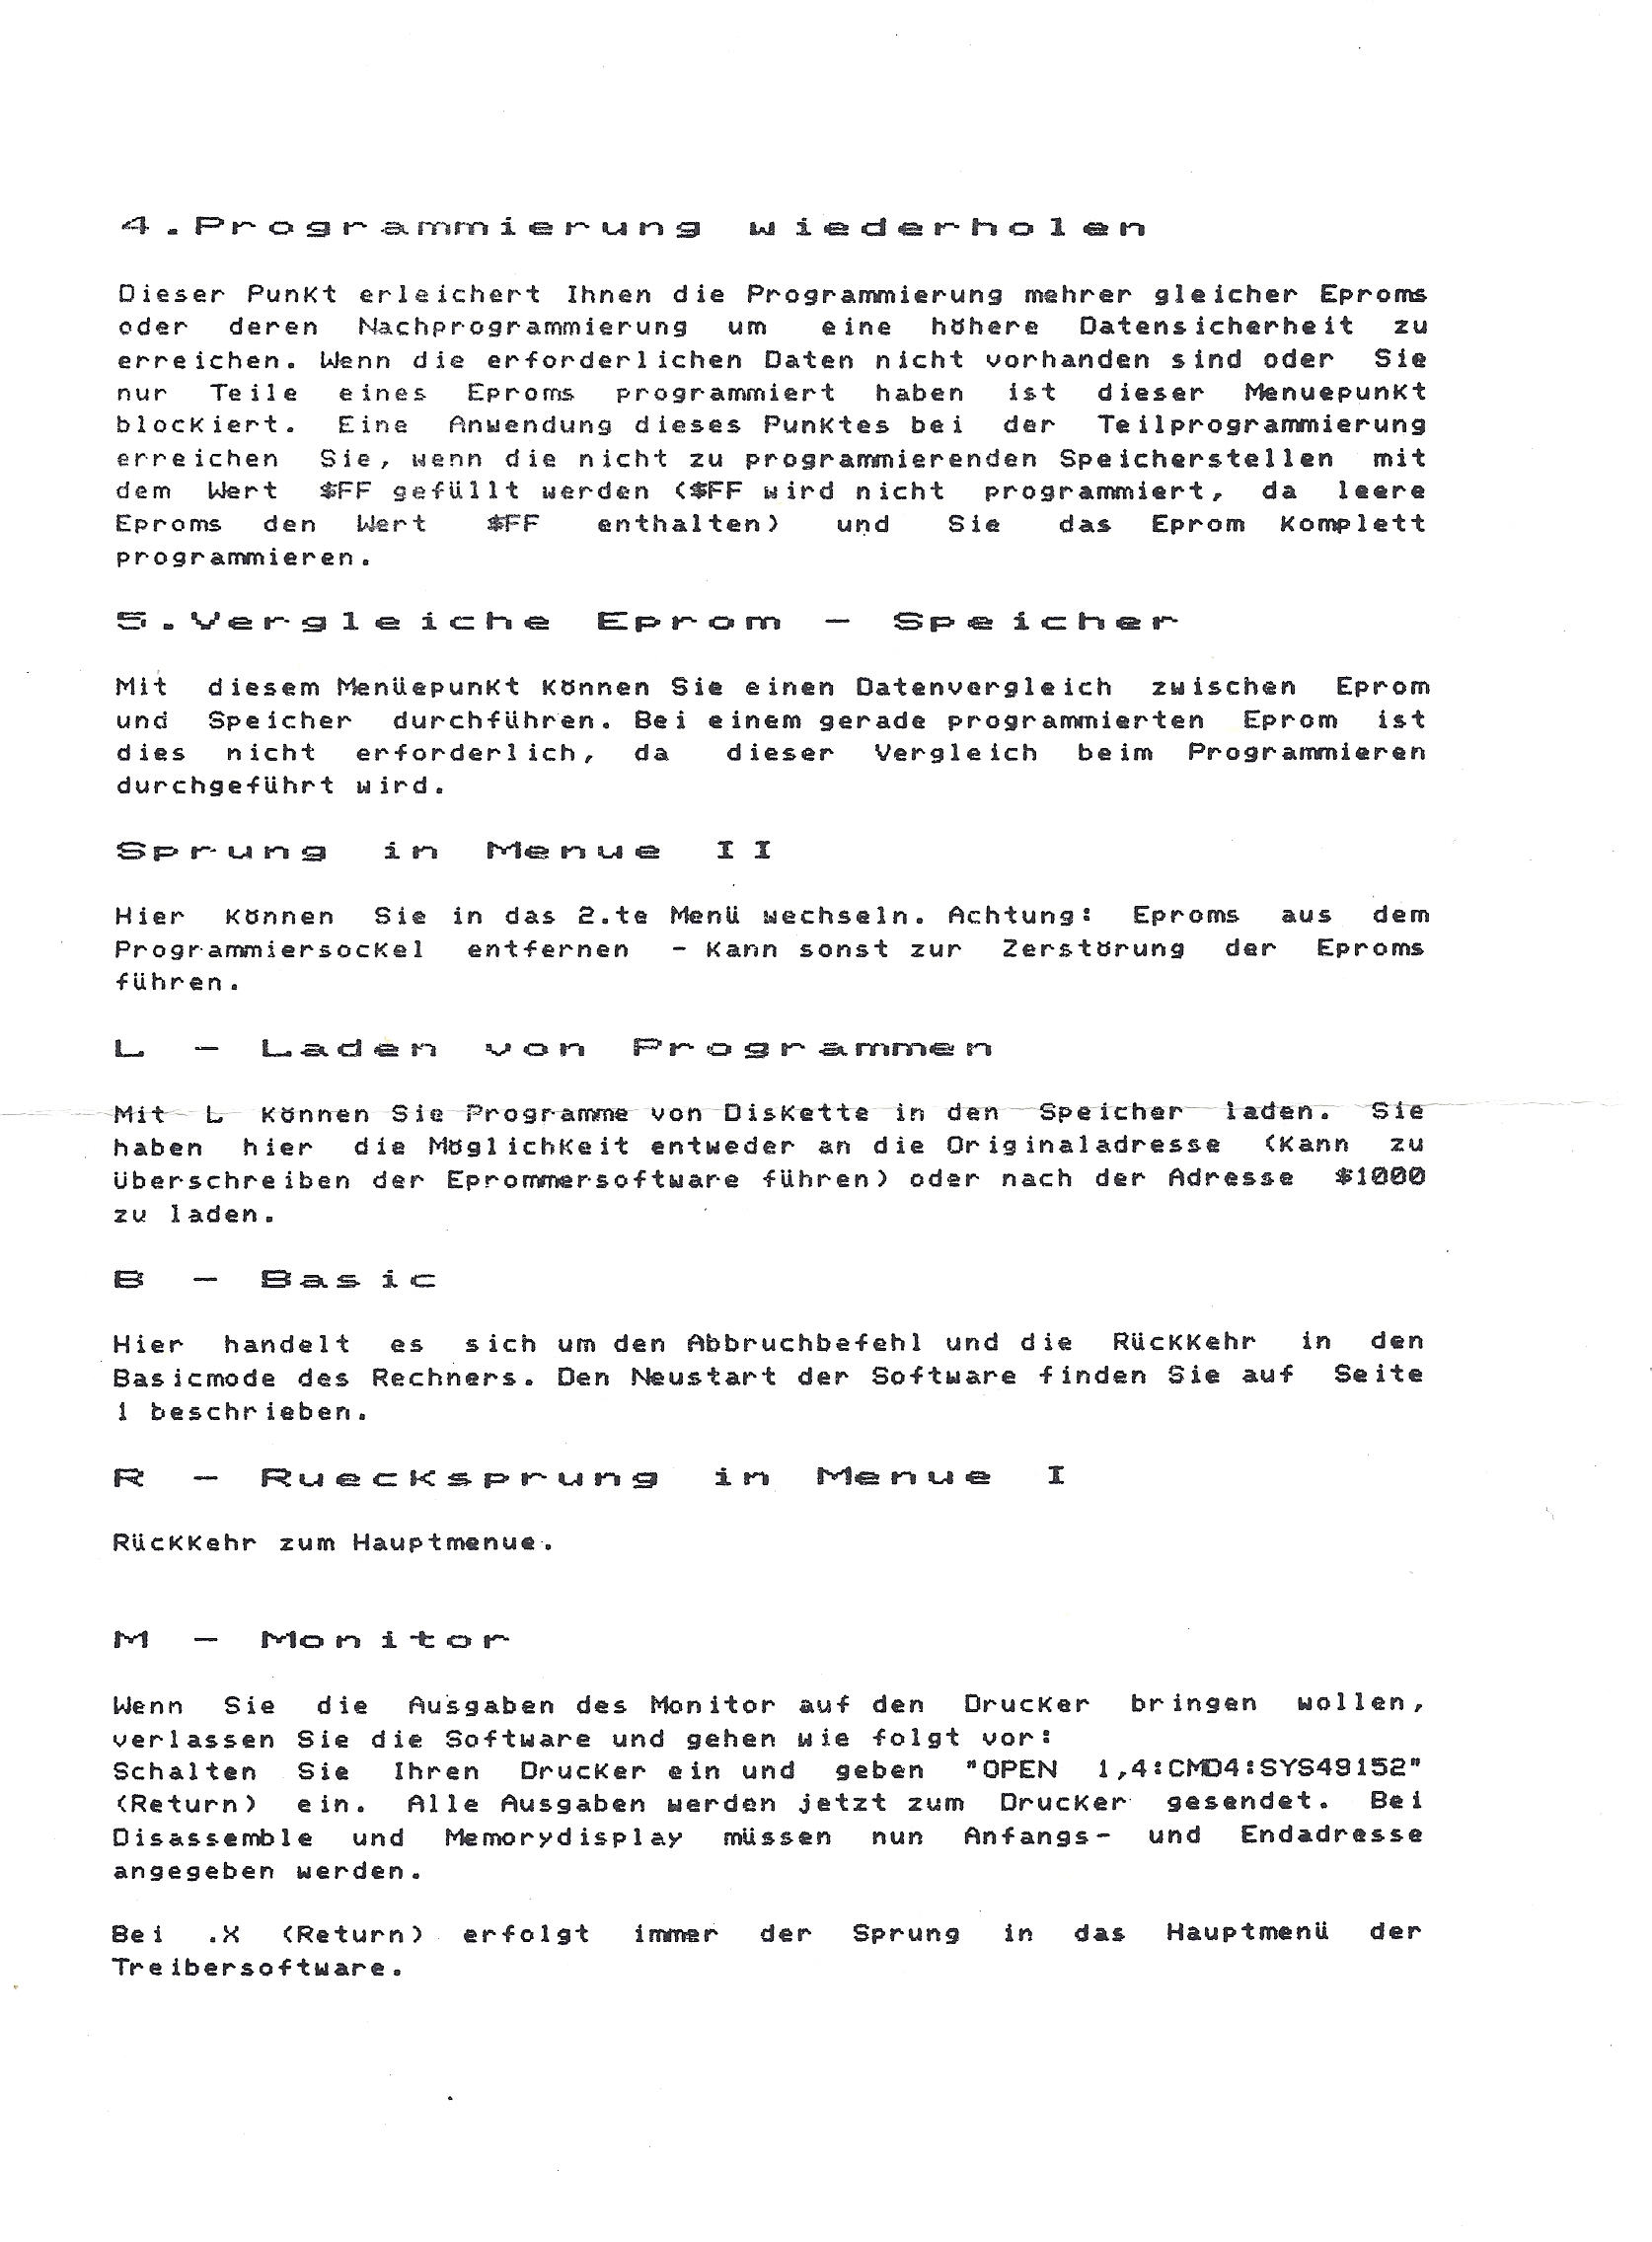 4.Programmierung wiederholen
Dieser Punkt erleichert Ihnen die Programmierung mehrer gleicher Eproms
oder deren Nachprogrammierung um eine höhere Datensicherheit zu
erreichen. Wenn die erforderlichen Daten nicht vorhanden sind oder Sie
nur Teile eines Eproms programmiert haben ist dieser Menuepunkt
blockiert. Eine Anwendung dieses Punktes bei der Teilprogrammierung
erreichen Sie, wenn die nicht zu programmierenden Speicherstellen mit
dem Wert $FF gefüllt werden ($FF wird nicht programmiert, da leere
Eproms den Wert $FF enthalten) und Sie das Eprom komplett
programmieren.
5.Vergleiche Eprom - Speicher
Mit diesem Menüepunkt können Sie einen Datenvergleich zwischen Eprom
und Speicher durchführen. Bei einem gerade programmierten Eprom ist
dies nicht erforderlich, da dieser Vergleich beim Programmieren
durchgeführt wird.
Sprung in Menue II
Hier können Sie in das 2.te Menü wechseln. Achtung: Eproms aus dem
Programmiersockel entfernen - kann sonst zur Zerstörung der Eproms
führen.
L - Laden von Programmen
Mit L können Sie Programme von Diskette in den Speicher laden. Sie
haben hier die Möglichkeit entweder an die Originaladresse (kann zu
überschreiben der Eprommersoftware führen) oder nach der Adresse $1000
zu laden.
B - Basic
Hier handelt es sich um den Abbruchbefehl und die Rückkehr in den
Basicmode des Rechners. Den Neustart der Software finden Sie auf Seite
1 beschrieben.
R - Ruecksprung in Menue I
Rückkehr zum Hauptmenue.
M - Monitor
Wenn Sie die Ausgaben des Monitor auf den Drucker bringen wollen,
verlassen Sie die Software und gehen wie folgt vor:
Schalten Sie Ihren Drucker ein und geben "OPEN 1,4:CMD4:SYS49152"
(Return) ein. Alle Ausgaben werden jetzt zum Drucker gesendet. Bei
Disassemble und Memorydisplay müssen nun Anfangs- und Endadresse
angegeben werden.
Bei .X (Return) erfolgt immer der Sprung in das Hauptmenü der
Treibersoftware.